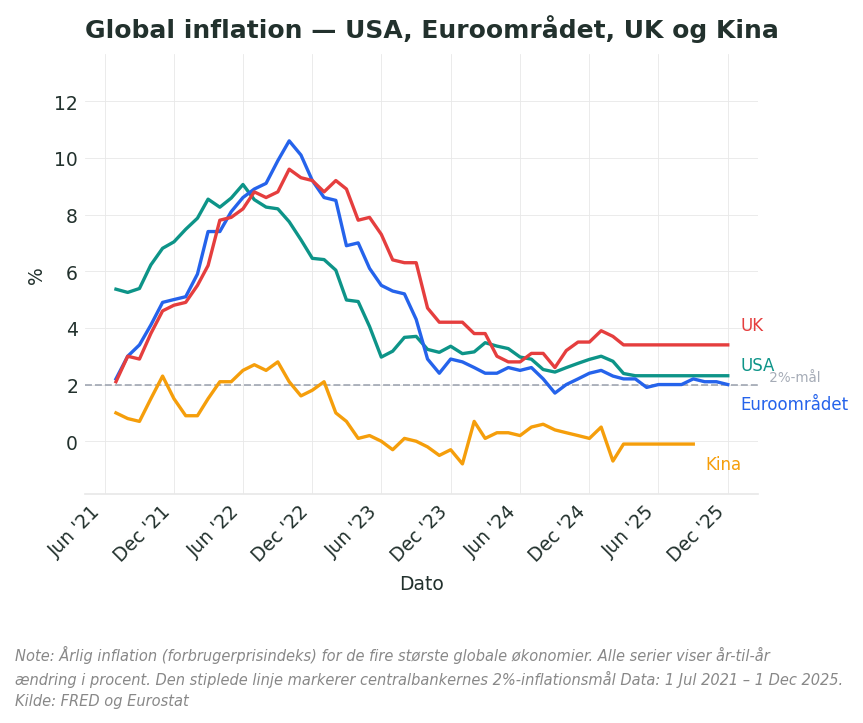 Global inflation — USA, Euroområdet, UK og Kina
12
10
8
6
4
2
0
%
UK
USA
2%-mål
Euroområdet
Kina
Jun '21
Dec '21
Jun '22
Dec '22
Jun '23
Dec '23
Jun '24
Dec '24
Jun '25
Dec '25
Dato
Note: Årlig inflation (forbrugerprisindeks) for de fire største globale økonomier. Alle serier viser år-til-år
ændring i procent. Den stiplede linje markerer centralbankernes 2%-inflationsmål Data: 1 Jul 2021 – 1 Dec 2025.
Kilde: FRED og Eurostat